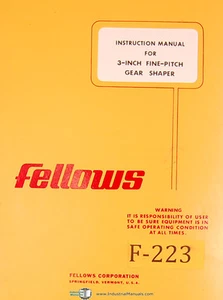 INSTRUCTION MANUAL
FOR
3-INCH FINE-PITCH
GEAR SHAPER
fellows
WARNING
IT IS RESPONSIBILITY OF USER
TO BE SURE EQUIPMENT IS IN
SAFE OPERATING CONDITION
AT ALL TIMES.
F-223
FELLOWS CORPORATION
SPRINGFIELD, VERMONT, U.S.A.
www.IndustrialManuals.com